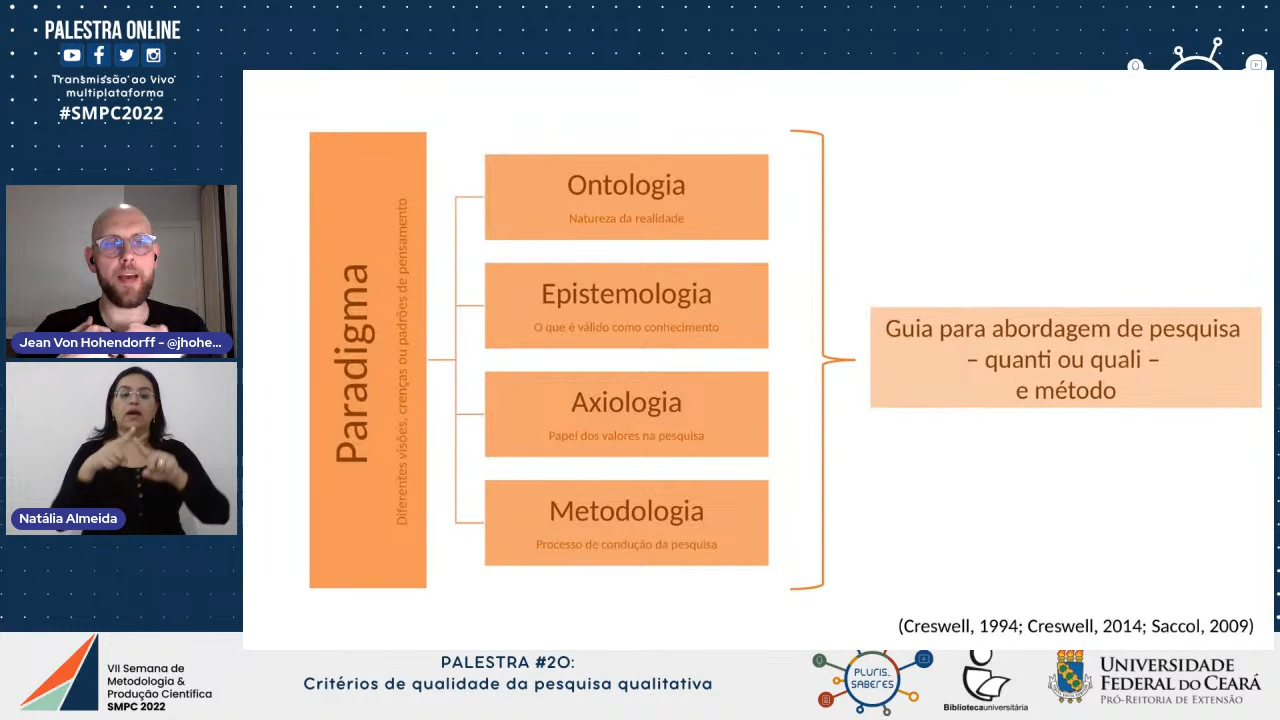 PALESTRA ONLINE
Transmissão ao vivo
multiplataforma
#SMPC2022
Jean Von Hohendorff - @jhohe...
Natália Almeida
Paradigma
Diferentes visões, crenças ou padrões de pensamento
Ontologia
Natureza da realidade
Epistemologia
O que é válido como conhecimento
Axiologia
Papel dos valores na pesquisa
Metodologia
Processo de condução da pesquisa
Guia para abordagem de pesquisa
– quanti ou quali –
e método
(Creswell, 1994; Creswell, 2014; Saccol, 2009)
VII Semana de
Metodologia &
Produção Científica
SMPC 2022
PALESTRA #20:
Critérios de qualidade da pesquisa qualitativa
PLURIS_
SABERES
Bibliotecauniversitária
UNIVERSIDADE
FEDERAL DO CEARÁ
PRÓ-REITORIA DE EXTENSÃO